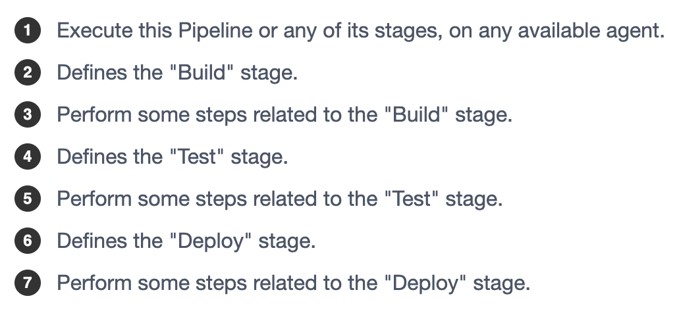 1 Execute this Pipeline or any of its stages, on any available agent.
2 Defines the "Build" stage.
3 Perform some steps related to the "Build" stage.
4 Defines the "Test" stage.
5 Perform some steps related to the "Test" stage.
6 Defines the "Deploy" stage.
7 Perform some steps related to the "Deploy" stage.